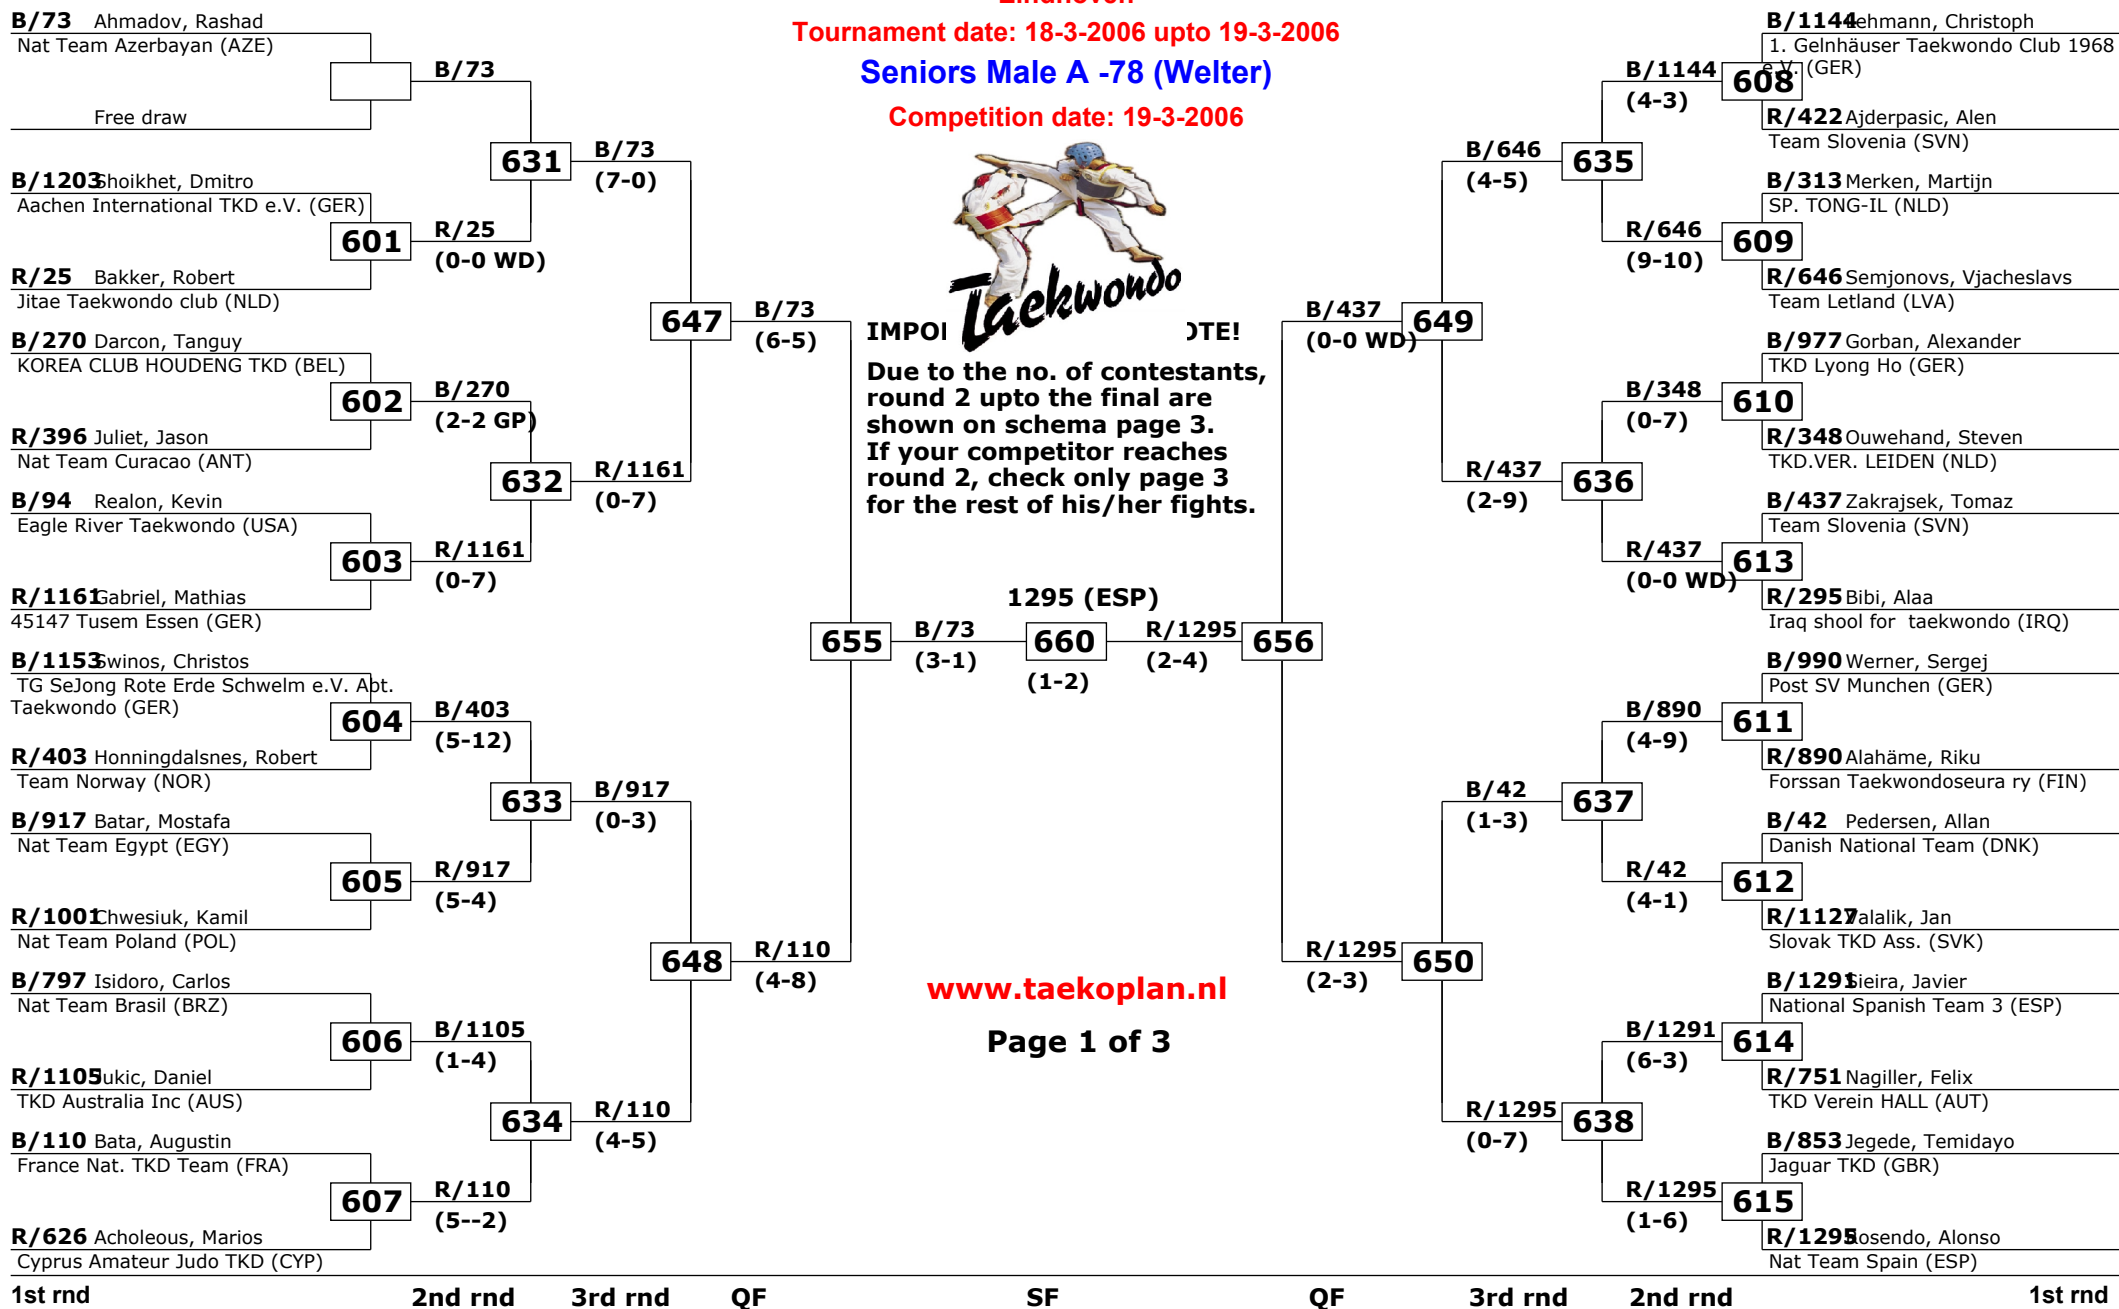 Eindhoven
Tournament date: 18-3-2006 upto 19-3-2006
Seniors Male A -78 (Welter)
Competition date: 19-3-2006
B/73 Ahmadov, Rashad
Nat Team Azerbayan (AZE)
Free draw
B/1203 Shoikhet, Dmitro
Aachen International TKD e.V. (GER)
601
R/25 Bakker, Robert
Jitae Taekwondo club (NLD)
B/270 Darcon, Tanguy
KOREA CLUB HOUDENG TKD (BEL)
602
R/396 Juliet, Jason
Nat Team Curacao (ANT)
B/94 Realon, Kevin
Eagle River Taekwondo (USA)
603
R/1161 Gabriel, Mathias
45147 Tusem Essen (GER)
B/1153 Swinos, Christos
TG SeJong Rote Erde Schwelm e.V. Abt.
Taekwondo (GER)
604
R/403 Honningdalsnes, Robert
Team Norway (NOR)
B/917 Batar, Mostafa
Nat Team Egypt (EGY)
605
R/1001 Chwesiuk, Kamil
Nat Team Poland (POL)
B/797 Isidoro, Carlos
Nat Team Brasil (BRZ)
606
R/1105 Jukic, Daniel
TKD Australia Inc (AUS)
B/110 Bata, Augustin
France Nat. TKD Team (FRA)
607
R/626 Acholeous, Marios
Cyprus Amateur Judo TKD (CYP)
B/73
631
R/25
(0-0 WD)
B/270
(2-2 GP)
632
R/1161
(0-7)
B/403
(5-12)
633
R/917
(5-4)
B/1105
(1-4)
634
R/110
(5--2)
B/73
(7-0)
647
R/1161
(0-7)
B/917
(0-3)
648
R/110
(4-5)
B/73
(6-5)
655
R/110
(4-8)
Taekwondo
IMPO OTE!
Due to the no. of contestants,
round 2 upto the final are
shown on schema page 3.
If your competitor reaches
round 2, check only page 3
for the rest of his/her fights.
1295 (ESP)
B/73
(3-1)
660
(1-2)
R/1295
(2-4)
www.taekoplan.nl
Page 1 of 3
B/437
(0-0 WD)
656
R/1295
(2-3)
B/646
(4-5)
649
R/437
(2-9)
B/42
(1-3)
650
R/1295
(0-7)
B/1144
(4-3)
635
R/646
(9-10)
B/348
(0-7)
636
R/437
(0-0 WD)
B/890
(4-9)
637
R/42
(4-1)
B/1291
(6-3)
638
R/1295
(1-6)
B/1144 Lehmann, Christoph
1. Gelnhäuser Taekwondo Club 1968
e.V. (GER)
608
R/422 Ajderpasic, Alen
Team Slovenia (SVN)
B/313 Merken, Martijn
SP. TONG-IL (NLD)
609
R/646 Semjonovs, Vjacheslavs
Team Letland (LVA)
B/977 Gorban, Alexander
TKD Lyong Ho (GER)
610
R/348 Ouwehand, Steven
TKD.VER. LEIDEN (NLD)
B/437 Zakrajsek, Tomaz
Team Slovenia (SVN)
613
R/295 Bibi, Alaa
Iraq shool for taekwondo (IRQ)
B/990 Werner, Sergej
Post SV Munchen (GER)
611
R/890 Alahäme, Riku
Forssan Taekwondoseura ry (FIN)
B/42 Pedersen, Allan
Danish National Team (DNK)
612
R/1127 Valalik, Jan
Slovak TKD Ass. (SVK)
B/1291 Sieira, Javier
National Spanish Team 3 (ESP)
614
R/751 Nagiller, Felix
TKD Verein HALL (AUT)
B/853 Jegede, Temidayo
Jaguar TKD (GBR)
615
R/1295 Rosendo, Alonso
Nat Team Spain (ESP)
1st rnd 2nd rnd 3rd rnd QF SF QF 3rd rnd 2nd rnd 1st rnd